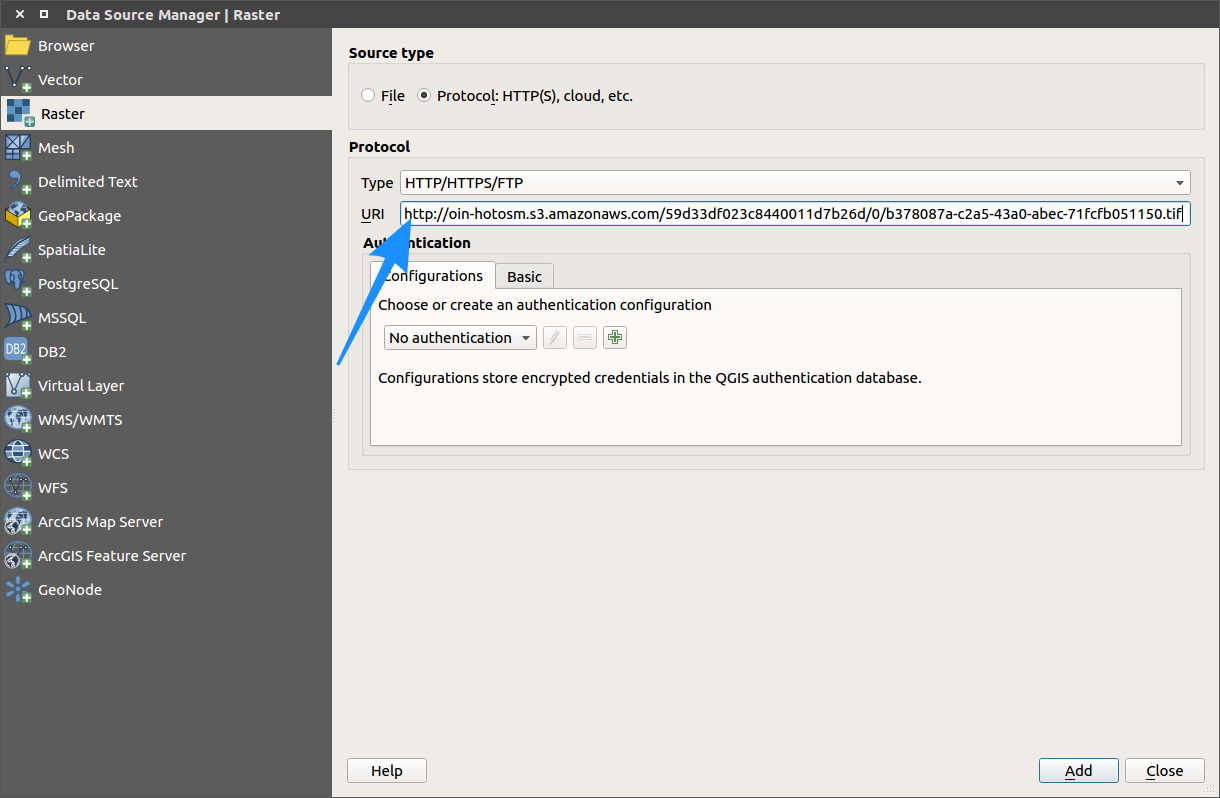 Data Source Manager | Raster
Browser
Vector
Raster
Mesh
Delimited Text
GeoPackage
SpatiaLite
PostgreSQL
MSSQL
DB2
DB2
Virtual Layer
WMS/WMTS
WCS
WFS
ArcGIS Map Server
ArcGIS Feature Server
GeoNode
Source type
File Protocol: HTTP(S), cloud, etc.
Protocol
Type HTTP/HTTPS/FTP
URI http://oin-hotosm.s3.amazonaws.com/59d33df023c8440011d7b26d/0/b378087a-c2a5-43a0-abec-71fcfb051150.tif
Authentication
Configurations Basic
Choose or create an authentication configuration
No authentication
Configurations store encrypted credentials in the QGIS authentication database.
Help Add Close